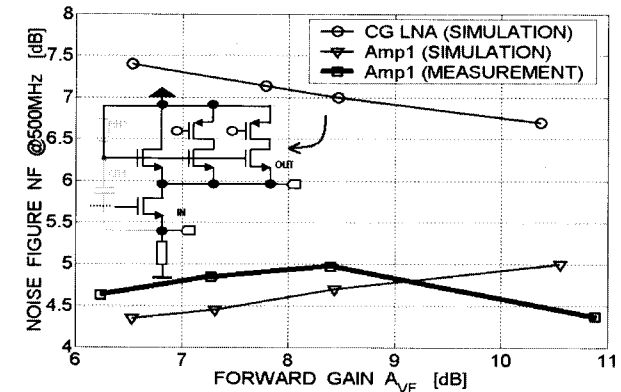 NOISE FIGURE NF @500MHz [dB]
8
7.5
7
6.5
6
5.5
5
4.5
4
CG LNA (SIMULATION)
Amp1 (SIMULATION)
Amp1 (MEASUREMENT)
OUT
IN
6 7 8 9 10 11
FORWARD GAIN A_VF [dB]